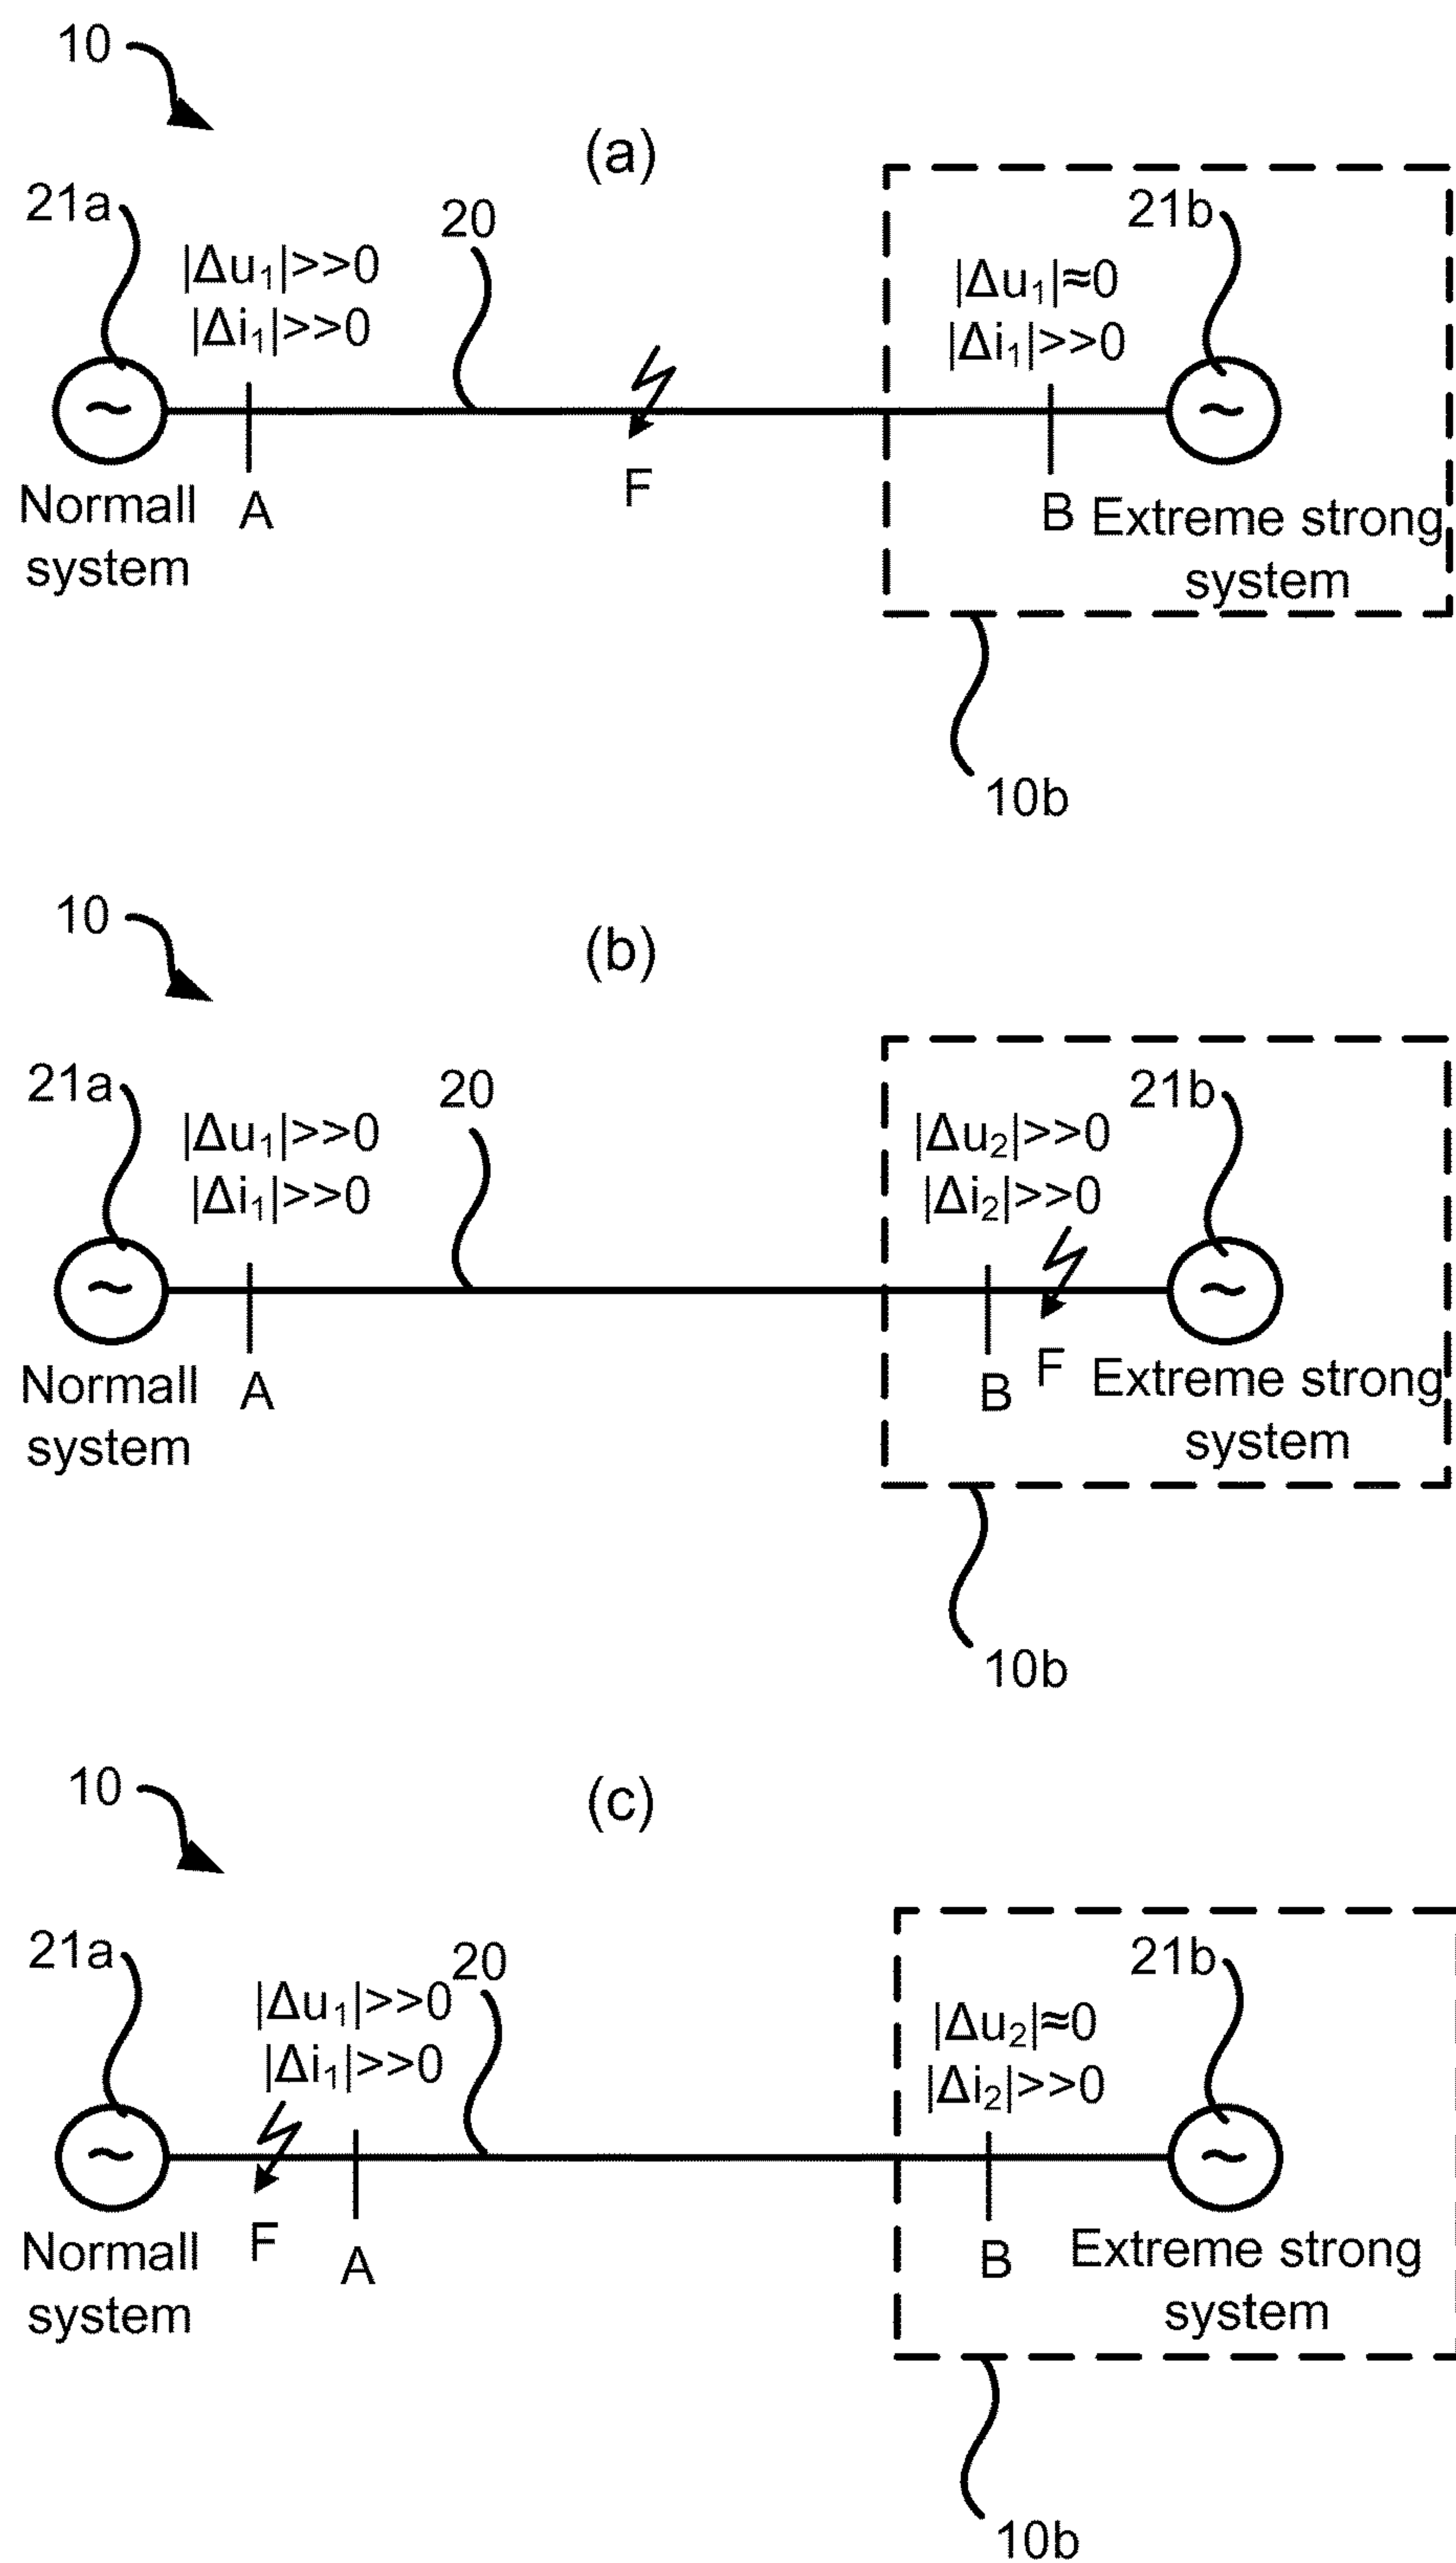 10
(a)
21a
20
21b
|Δu₁|>>0
|Δi₁|>>0
|Δu₁|≈0
|Δi₁|>>0
~
~
F
A
B
Normall
system
Extreme strong
system
10b
10
(b)
21a
20
21b
|Δu₁|>>0
|Δi₁|>>0
|Δu₂|>>0
|Δi₂|>>0
~
~
A
B
F
Normall
system
Extreme strong
system
10b
10
(c)
21a
20
21b
|Δu₁|>>0
|Δi₁|>>0
|Δu₂|≈0
|Δi₂|>>0
~
~
F
A
B
Normall
system
Extreme strong
system
10b